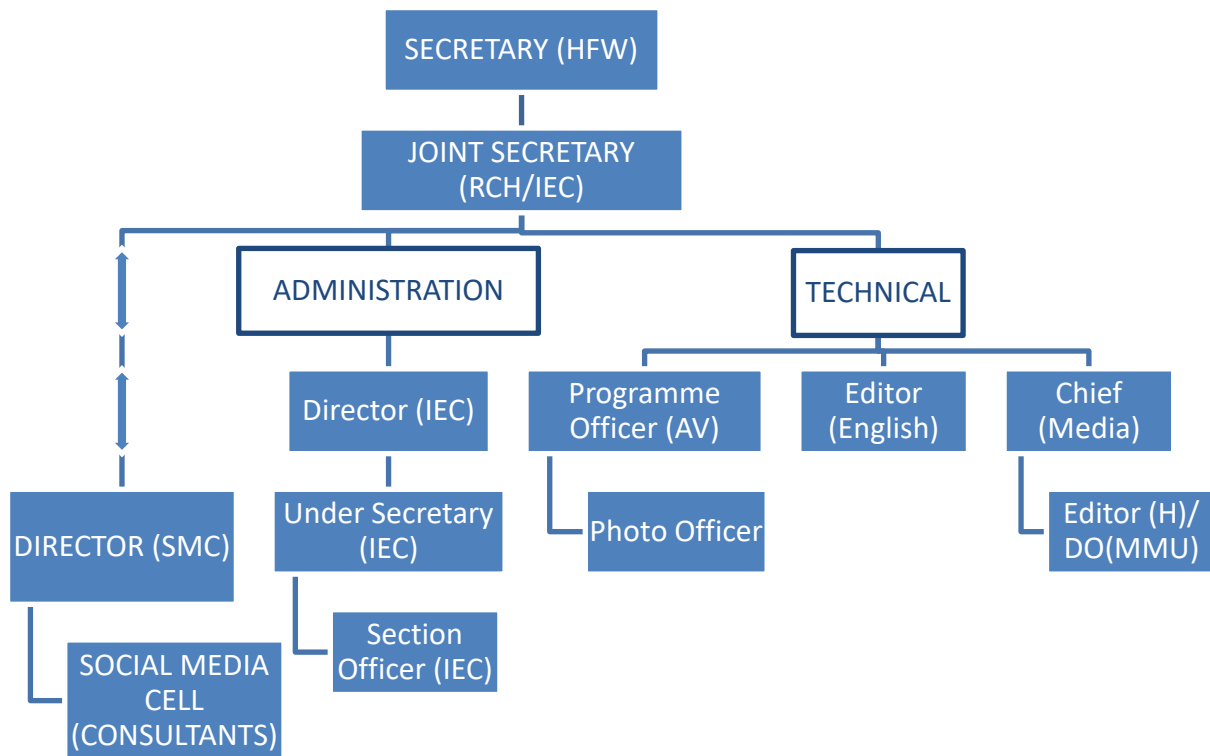 SECRETARY (HFW)
JOINT SECRETARY
(RCH/IEC)
ADMINISTRATION
TECHNICAL
Director (IEC)
Programme
Officer (AV)
Editor
(English)
Chief
(Media)
DIRECTOR (SMC)
Under Secretary
(IEC)
Photo Officer
Editor (H)/
DO(MMU)
SOCIAL MEDIA
CELL
(CONSULTANTS)
Section
Officer (IEC)